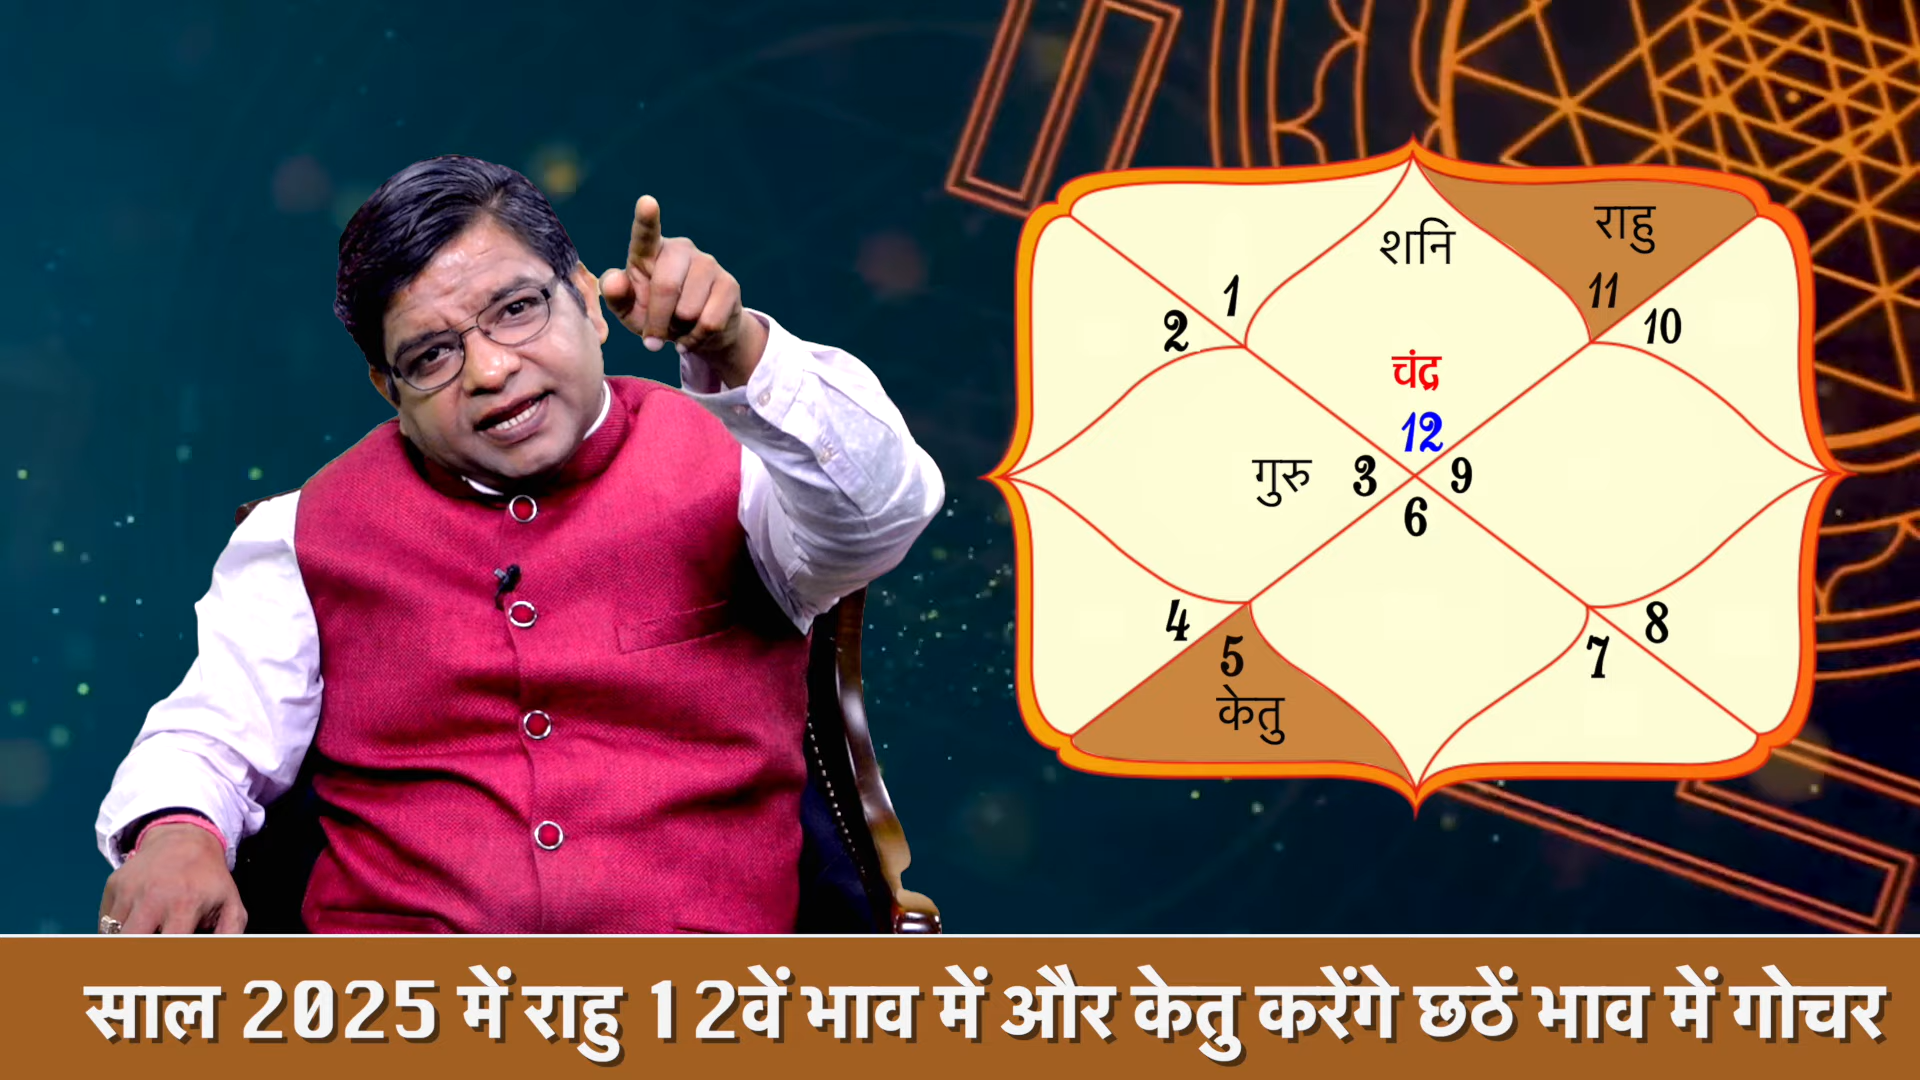 शनि
राहु
1
11
2
10
चंद्र
12
गुरु 3 9
6
4
8
5
7
केतु
साल 2025 में राहु 12वें भाव में और केतु करेंगे छठें भाव में गोचर